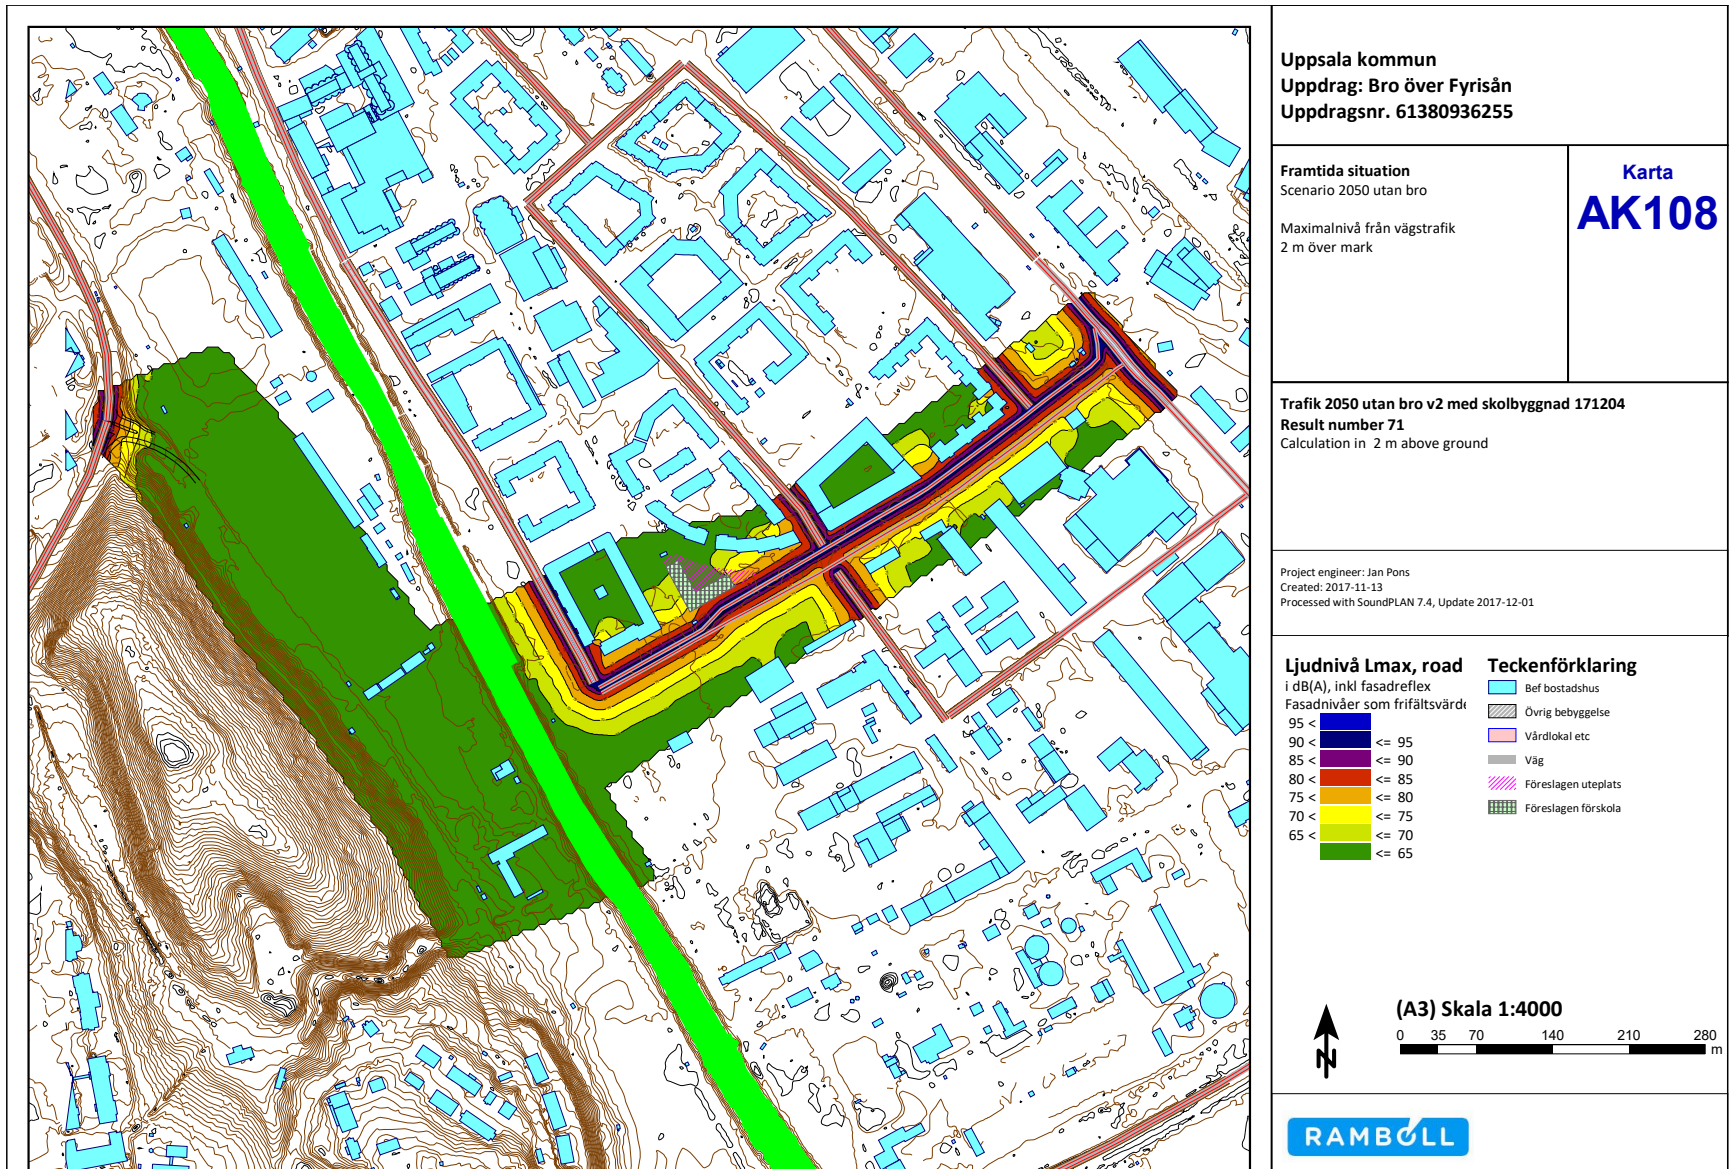 Uppsala kommun
Uppdrag: Bro över Fyrisån
Uppdragsnr. 61380936255
Framtida situation
Scenario 2050 utan bro
Maximalnivå från vägstrafik
2 m över mark
Karta
AK108
Trafik 2050 utan bro v2 med skolbyggnad 171204
Result number 71
Calculation in 2 m above ground
Project engineer: Jan Pons
Created: 2017-11-13
Processed with SoundPLAN 7.4, Update 2017-12-01
Ljudnivå Lmax, road
i dB(A), inkl fasadreflex
Fasadnivåer som frifältsvärde
95 <
90 < <= 95
85 < <= 90
80 < <= 85
75 < <= 80
70 < <= 75
65 < <= 70
<= 65
Teckenförklaring
Bef bostadshus
Övrig bebyggelse
Vårdlokal etc
Väg
Föreslagen uteplats
Föreslagen förskola
N
(A3) Skala 1:4000
0 35 70 140 210 280
m
RAMBOLL